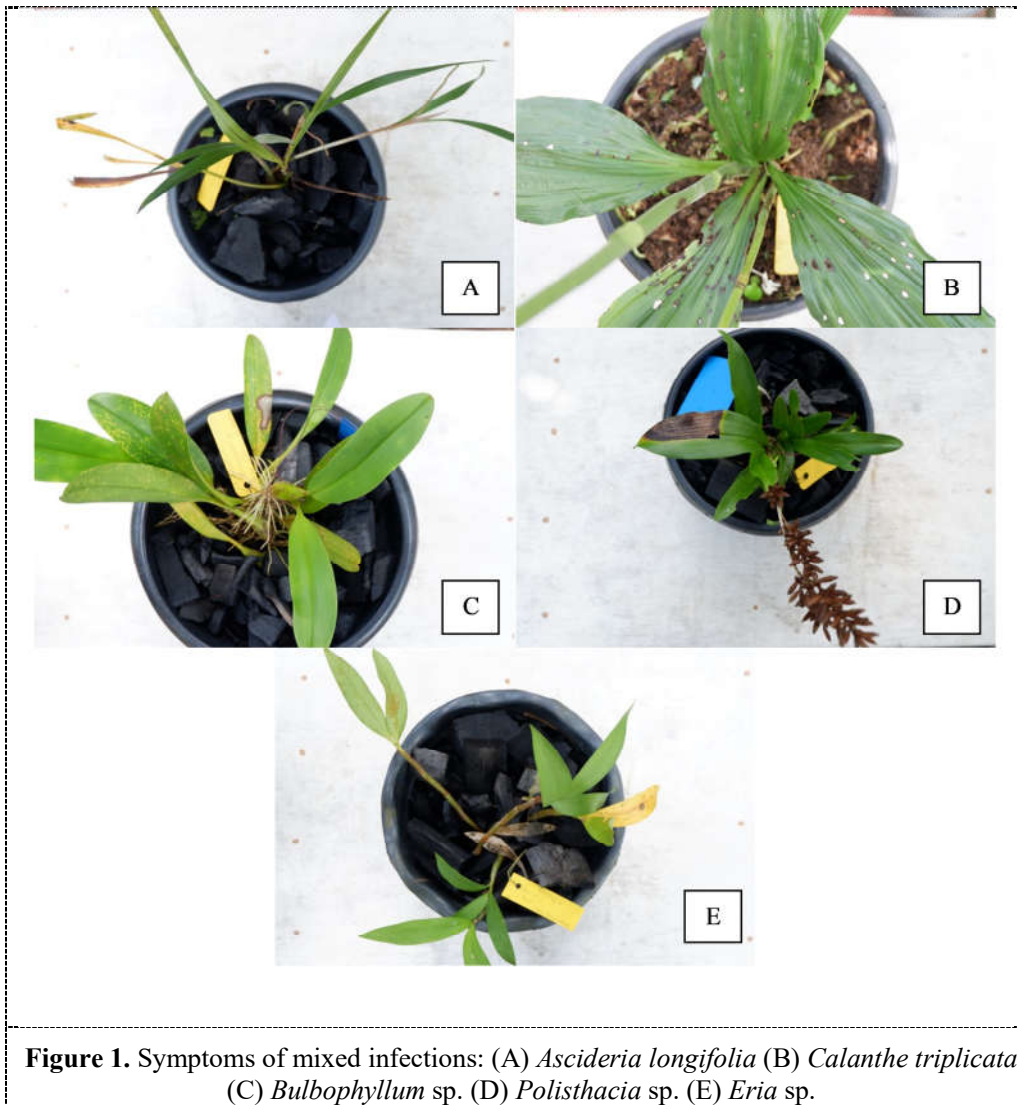 A
B
C
D
E
Figure 1. Symptoms of mixed infections: (A) Ascideria longifolia (B) Calanthe triplicata
(C) Bulbophyllum sp. (D) Polisthacia sp. (E) Eria sp.